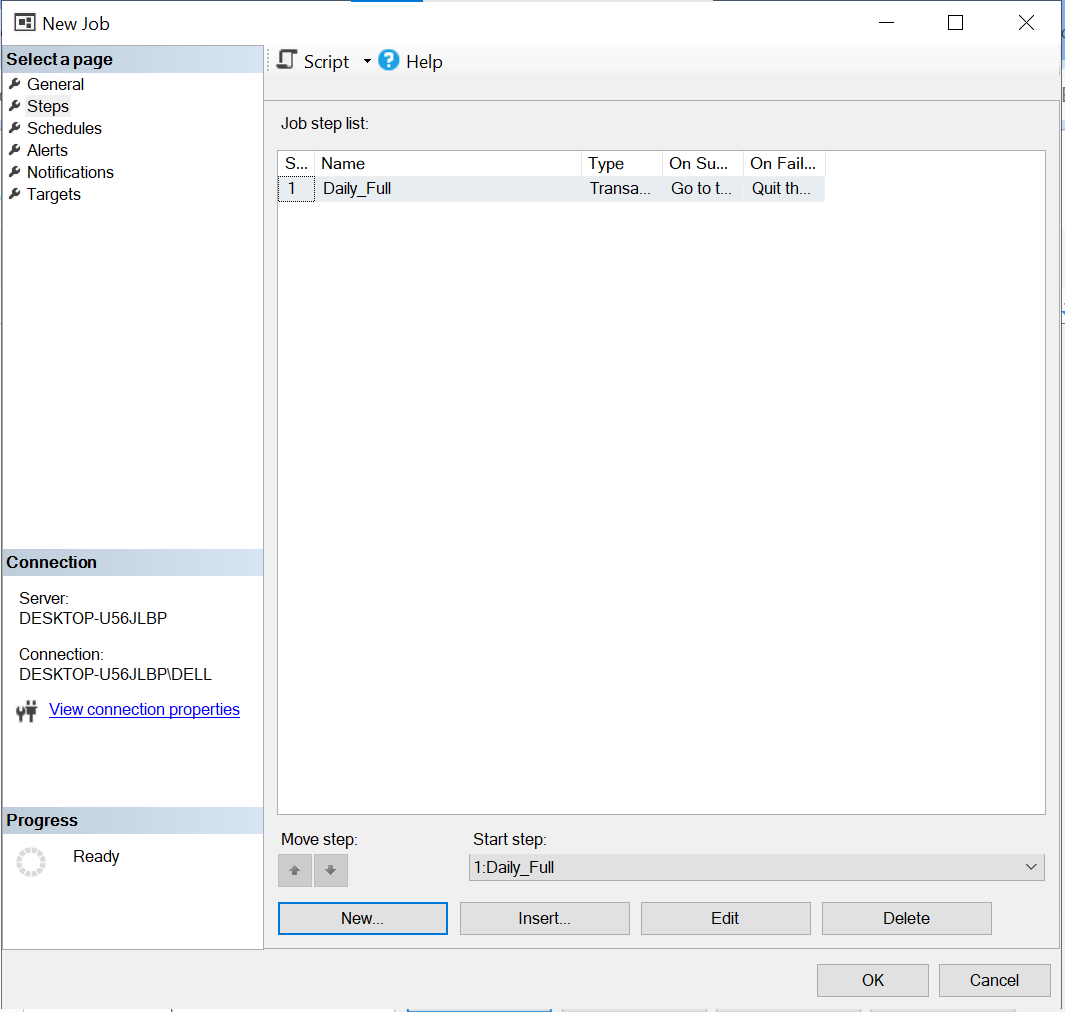 New Job
Select a page
General
Steps
Schedules
Alerts
Notifications
Targets
Connection
Server:
DESKTOP-U56JLBP
Connection:
DESKTOP-U56JLBP\DELL
View connection properties
Progress
Ready
Script
Help
Job step list:
S... Name Type On Su... On Fail...
1 Daily_Full Transa... Go to t... Quit th...
Move step: Start step:
1:Daily_Full
New... Insert... Edit Delete
OK Cancel